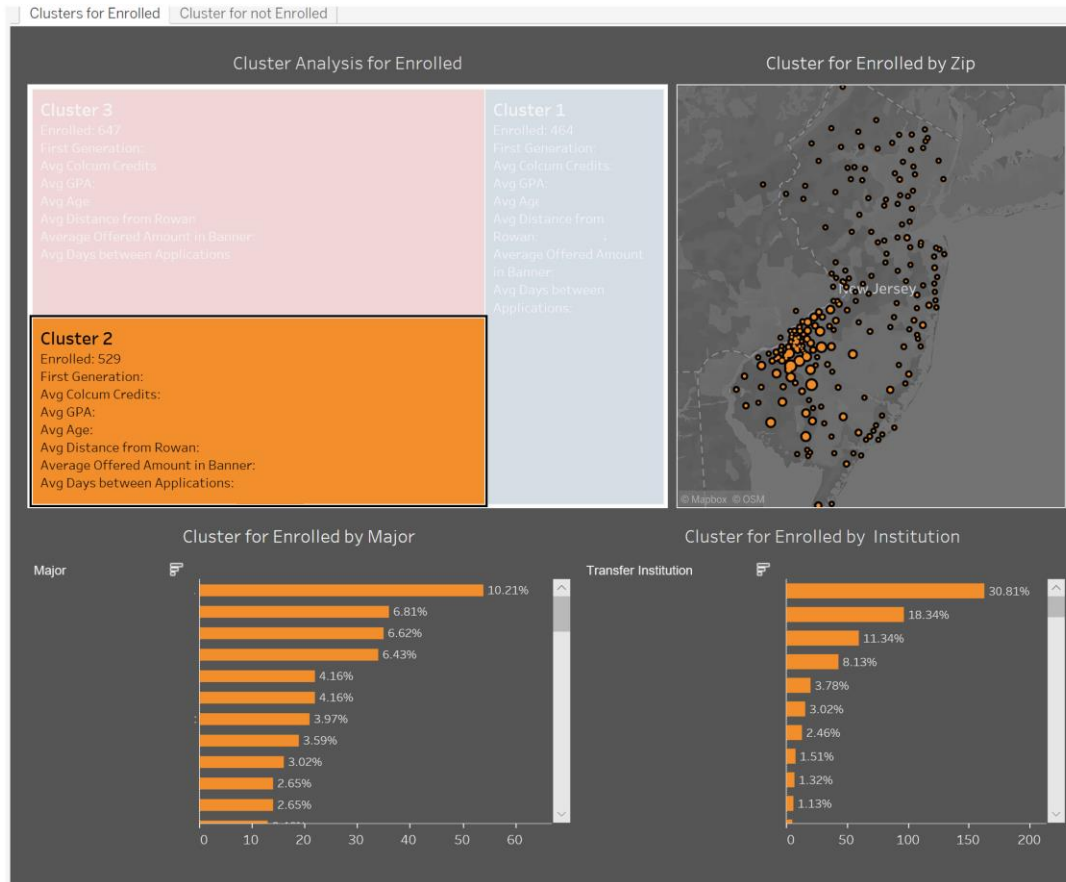 Clusters for Enrolled
Cluster for not Enrolled
Cluster Analysis for Enrolled
Cluster for Enrolled by Zip
Cluster 3
Enrolled: 647
First Generation:
Avg Colcum Credits
Avg GPA:
Avg Age
Avg Distance from Rowan
Average Offered Amount in Banner:
Avg Days between Applications
Cluster 1
Enrolled: 464
First Generation:
Avg Colcum Credits
Avg GPA:
Avg Age
Avg Distance from
Rowan
Average Offered Amount
in Banner:
Avg Days between
Applications:
Cluster 2
Enrolled: 529
First Generation:
Avg Colcum Credits:
Avg GPA:
Avg Age:
Avg Distance from Rowan:
Average Offered Amount in Banner:
Avg Days between Applications:
New Jersey
© Mapbox © OSM
Cluster for Enrolled by Major
Major
10.21%
6.81%
6.62%
6.43%
4.16%
4.16%
3.97%
3.59%
3.02%
2.65%
2.65%
0 10 20 30 40 50 60
Cluster for Enrolled by Institution
Transfer Institution
30.81%
18.34%
11.34%
8.13%
3.78%
3.02%
2.46%
1.51%
1.32%
1.13%
0 50 100 150 200